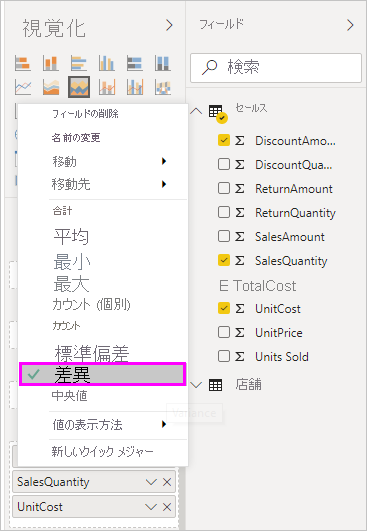 視覚化
フィールドの削除
名前の変更
移動
移動先
合計
平均
最小
最大
カウント (個別)
カウント
標準偏差
差異
中央値
値の表示方法
新しいクイック メジャー
Variance
SalesQuantity
UnitCost
フィールド
検索
セールス
Σ DiscountAmo...
Σ DiscountQua...
Σ ReturnAmount
Σ ReturnQuantity
Σ SalesAmount
Σ SalesQuantity
E TotalCost
Σ UnitCost
Σ UnitPrice
Σ Units Sold
店舗